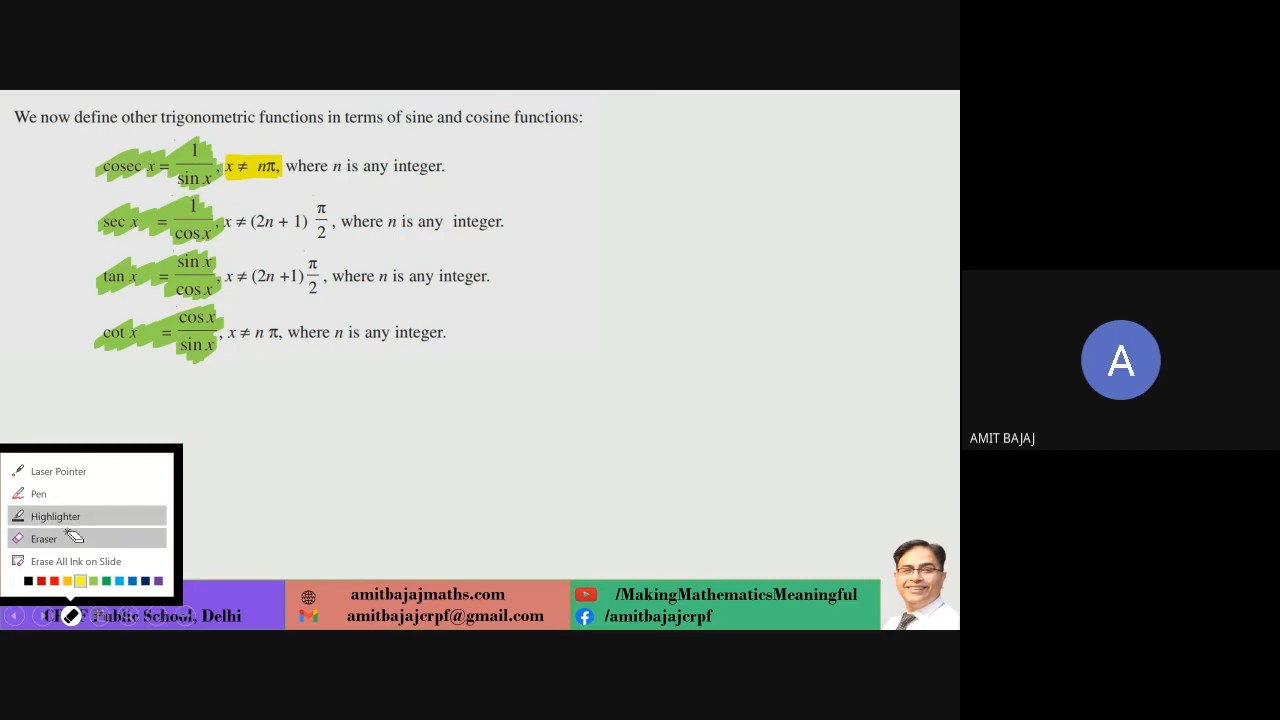 We now define other trigonometric functions in terms of sine and cosine functions:
cosec x = 1/sin x, x ≠ nπ, where n is any integer.
sec x = 1/cos x, x ≠ (2n + 1) π/2, where n is any integer.
tan x = sin x/cos x, x ≠ (2n +1) π/2, where n is any integer.
cot x = cos x/sin x, x ≠ n π, where n is any integer.
A
AMIT BAJAJ
Laser Pointer
Pen
Highlighter
Eraser
Erase All Ink on Slide
Public School, Delhi
amitbajajmaths.com
amitbajajcrpf@gmail.com
/MakingMathematicsMeaningful
/amitbajajcrpf